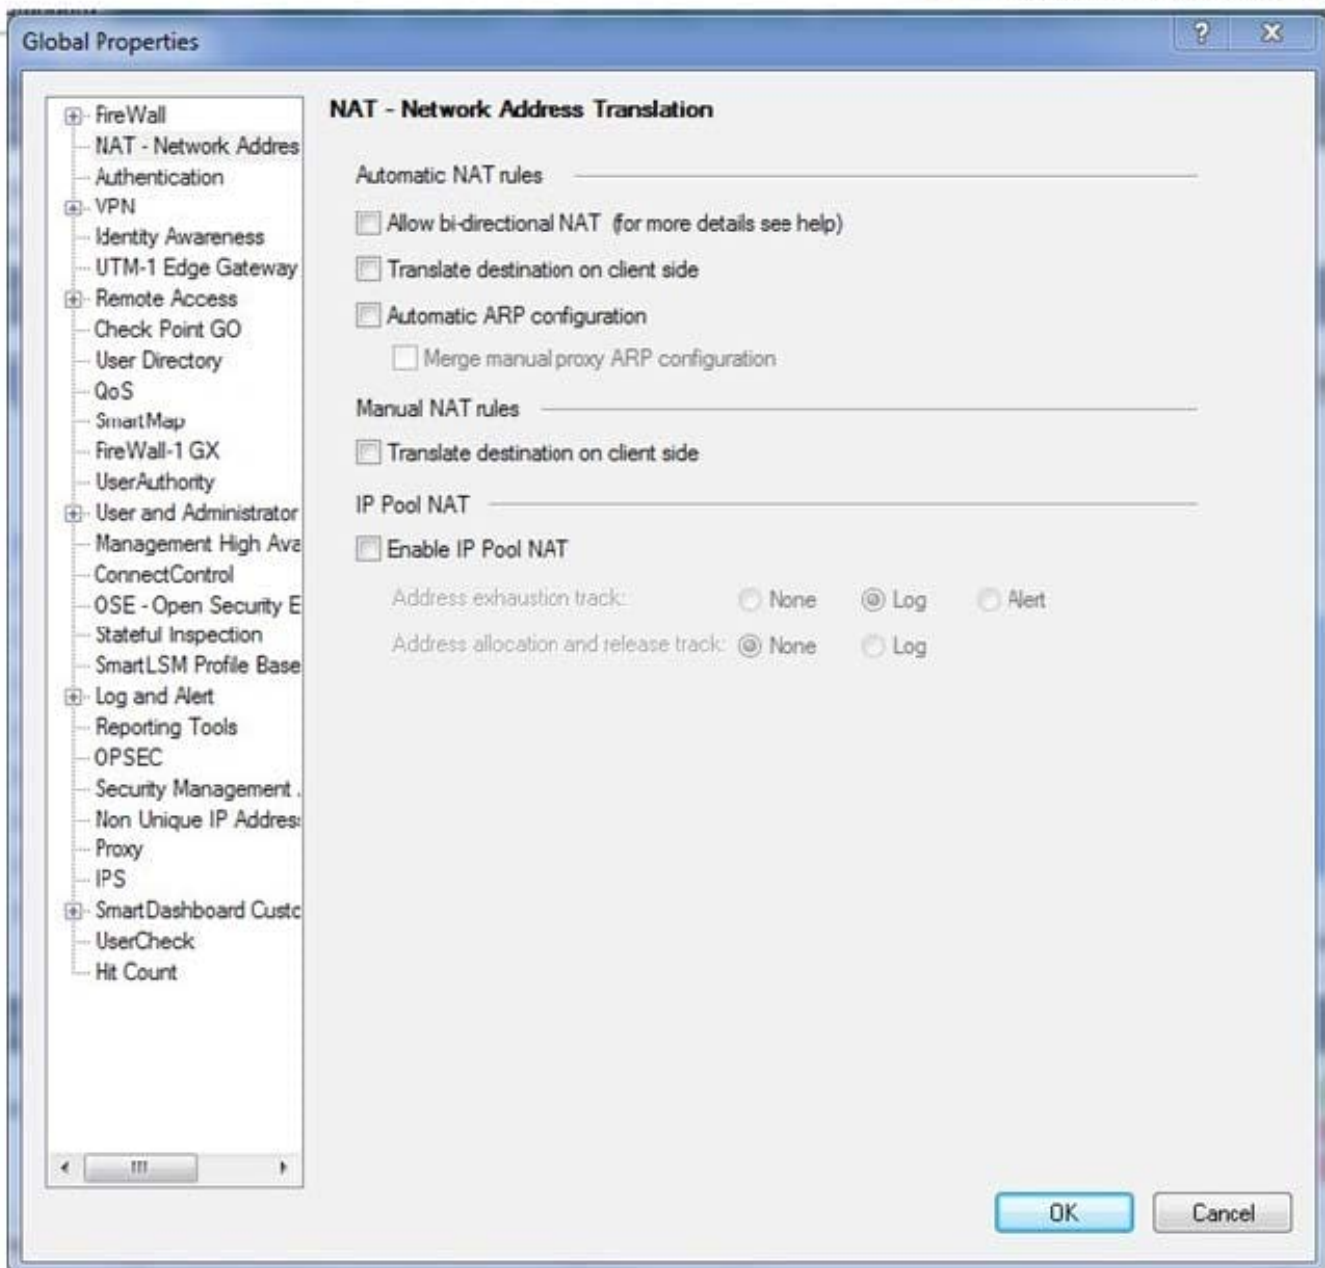 Global Properties
FireWall
NAT - Network Addres
Authentication
VPN
Identity Awareness
UTM-1 Edge Gateway
Remote Access
Check Point GO
User Directory
QoS
SmartMap
FireWall-1 GX
UserAuthority
User and Administrator
Management High Ava
ConnectControl
OSE - Open Security E
Stateful Inspection
SmartLSM Profile Base
Log and Alert
Reporting Tools
OPSEC
Security Management .
Non Unique IP Addres
Proxy
IPS
SmartDashboard Custo
UserCheck
Hit Count
NAT - Network Address Translation
Automatic NAT rules
Allow bi-directional NAT (for more details see help)
Translate destination on client side
Automatic ARP configuration
Merge manual proxy ARP configuration
Manual NAT rules
Translate destination on client side
IP Pool NAT
Enable IP Pool NAT
Address exhaustion track: None Log Alert
Address allocation and release track: None Log
OK Cancel